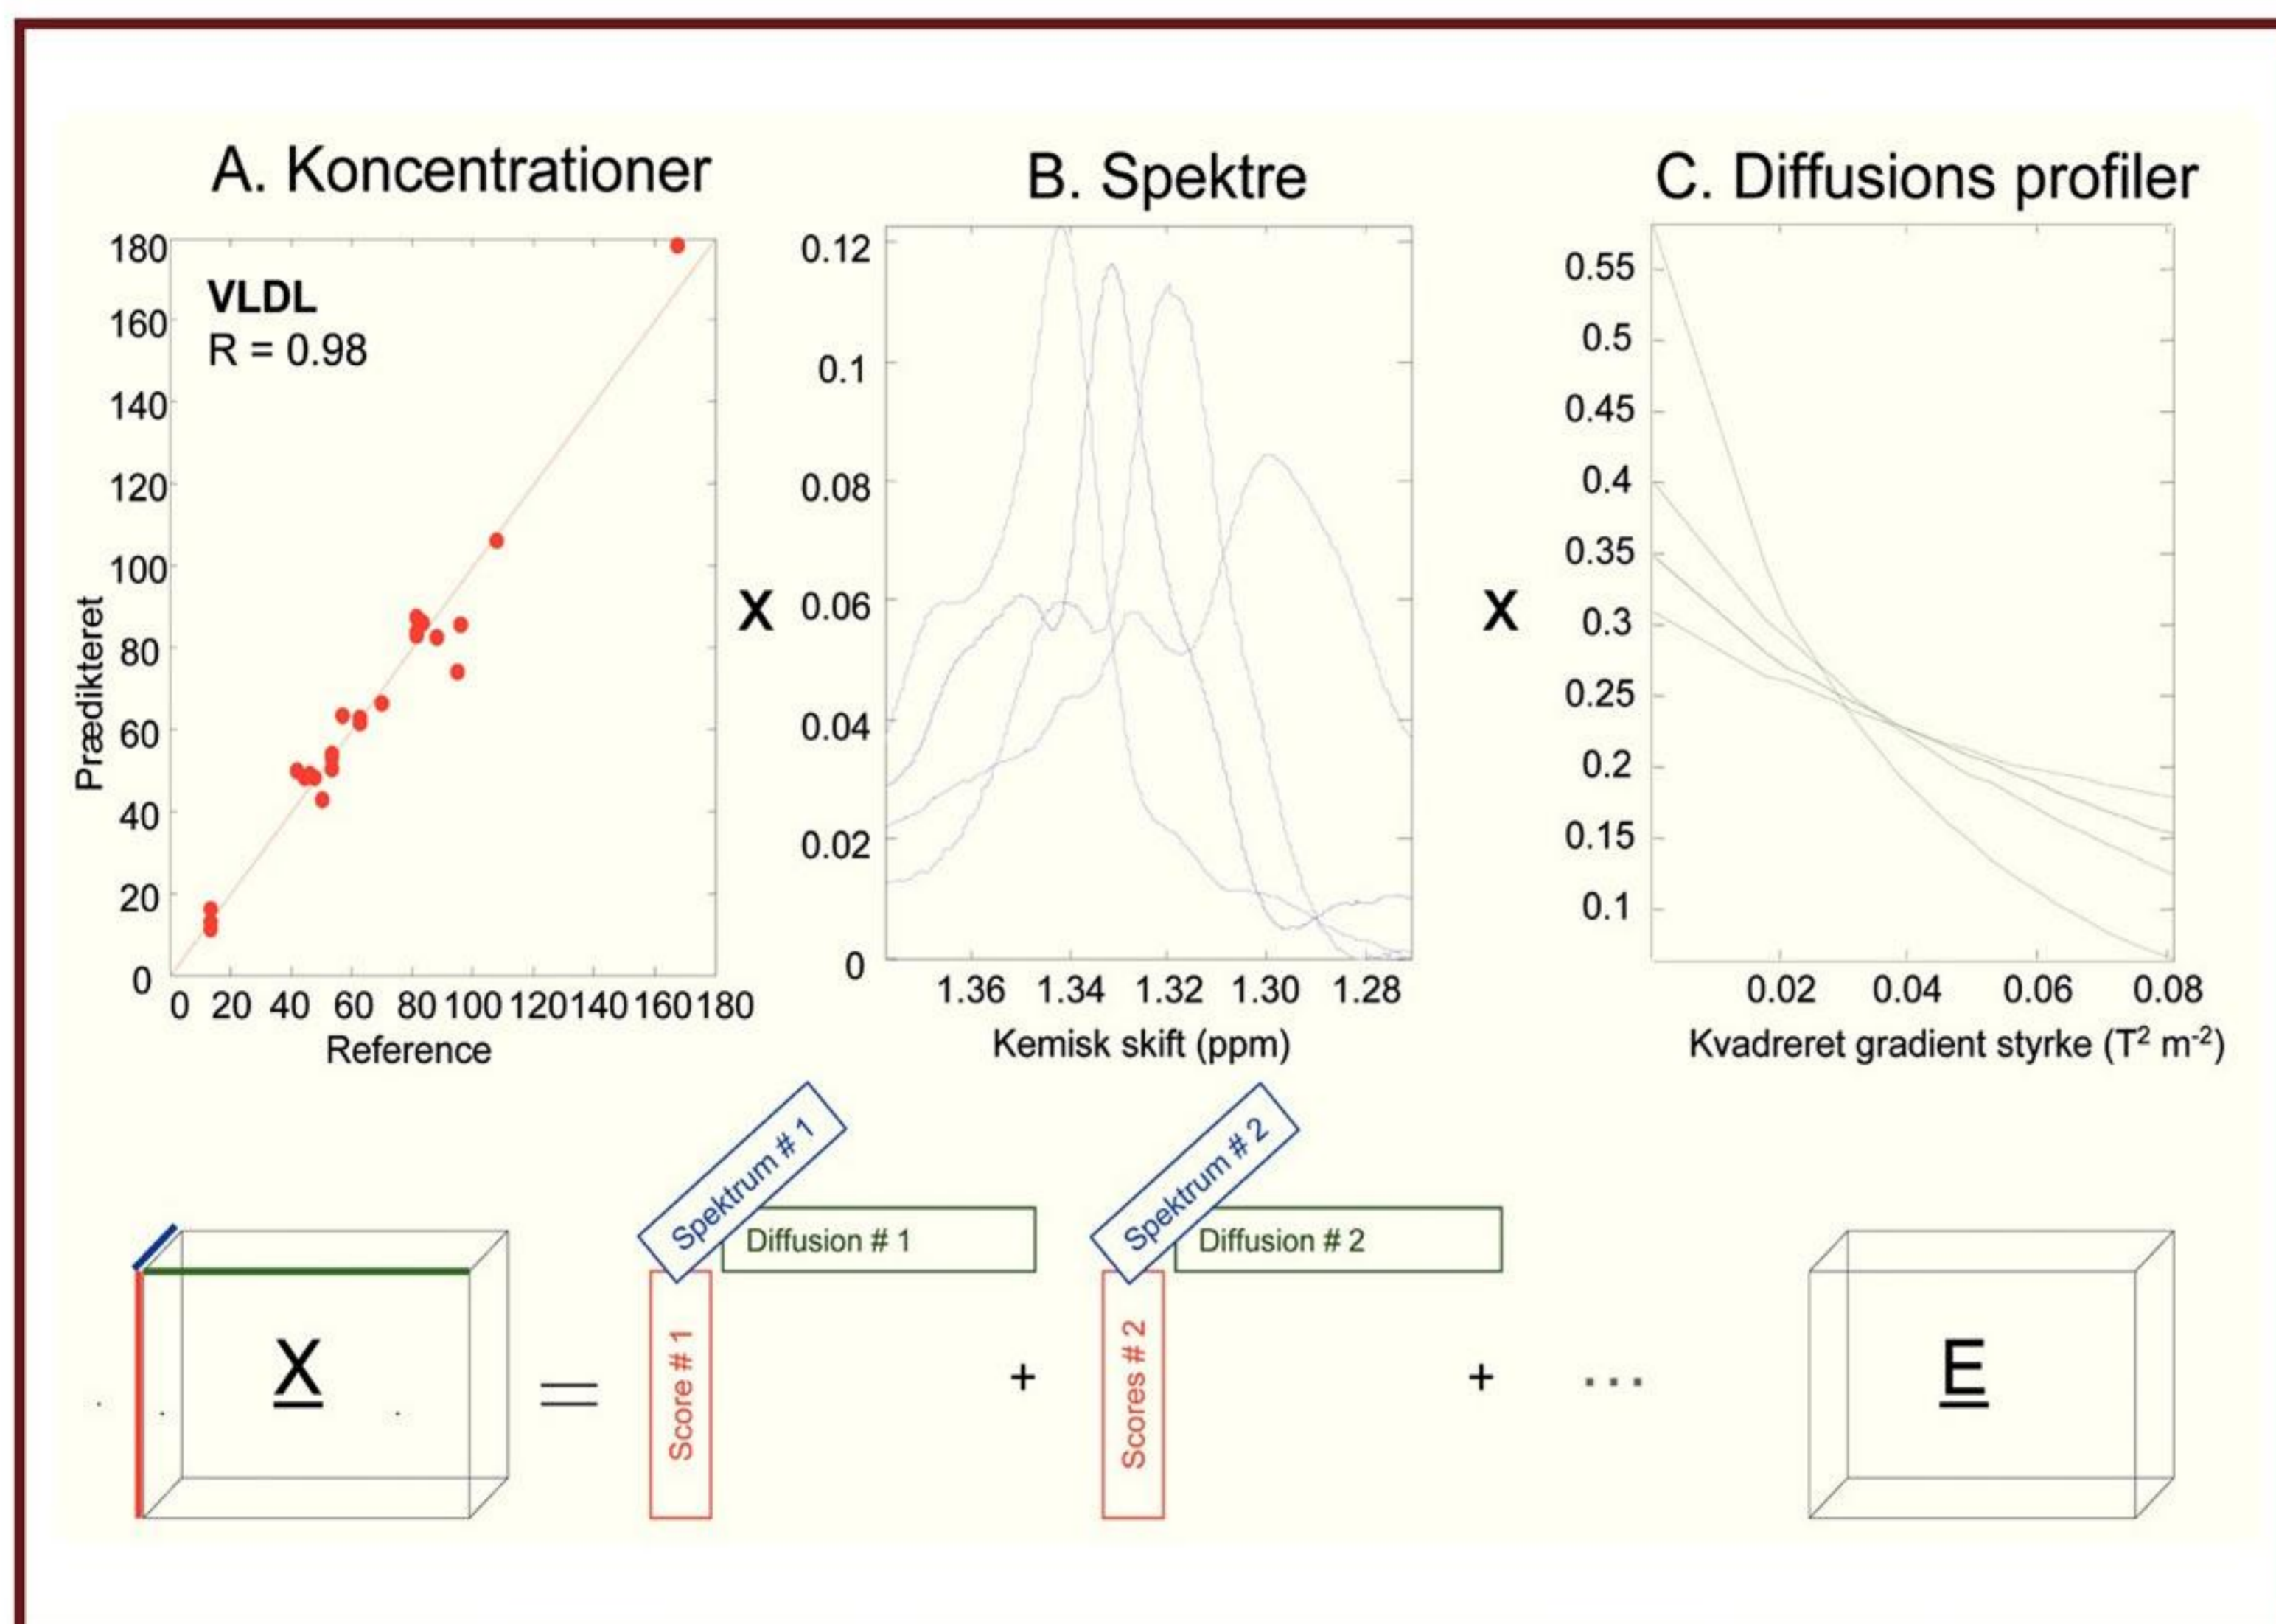 A. Koncentrationer
VLDL
R = 0.98
180
160
140
120
100
80
60
40
20
0
Prædikteret
0 20 40 60 80 100 120 140 160 180
Reference
X
B. Spektre
0.12
0.1
0.08
0.06
0.04
0.02
0
1.36 1.34 1.32 1.30 1.28
Kemisk skift (ppm)
X
C. Diffusions profiler
0.55
0.5
0.45
0.4
0.35
0.3
0.25
0.2
0.15
0.1
0.02 0.04 0.06 0.08
Kvadreret gradient styrke (T² m⁻²)
X
=
Spektrum # 1
Diffusion # 1
Score # 1
+
Spektrum # 2
Diffusion # 2
Scores # 2
+
...
E